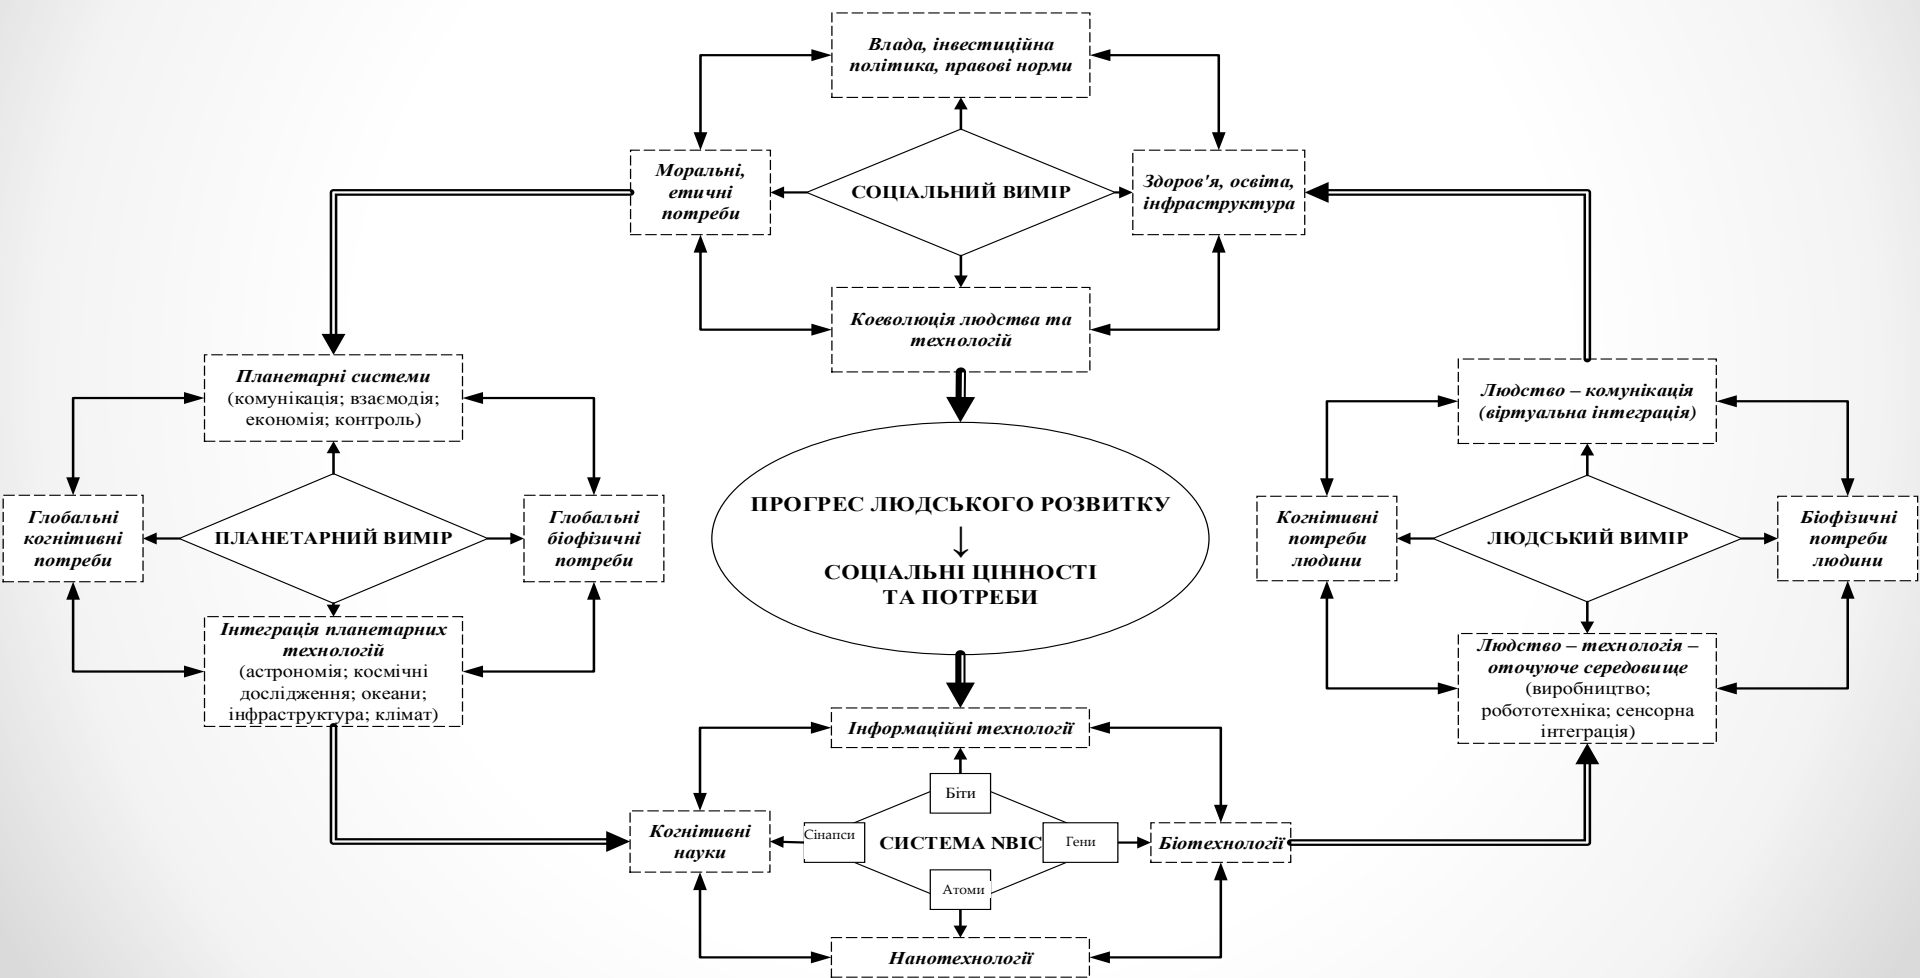 Влада, інвестиційна
політика, правові норми
Моральні,
етичні
потреби
СОЦІАЛЬНИЙ ВИМІР
Здоров'я, освіта,
інфраструктура
Коеволюція людства та
технологій
Планетарні системи
(комунікація; взаємодія;
економія; контроль)
Глобальні
когнітивні
потреби
ПЛАНЕТАРНИЙ ВИМІР
Глобальні
біофізичні
потреби
Інтеграція планетарних
технологій
(астрономія; космічні
дослідження; океани;
інфраструктура; клімат)
ПРОГРЕС ЛЮДСЬКОГО РОЗВИТКУ
↓
СОЦІАЛЬНІ ЦІННОСТІ
ТА ПОТРЕБИ
Людство – комунікація
(віртуальна інтеграція)
Когнітивні
потреби
людини
ЛЮДСЬКИЙ ВИМІР
Біофізичні
потреби
людини
Людство – технологія –
оточуюче середовище
(виробництво;
робототехніка; сенсорна
інтеграція)
Інформаційні технології
Біти
Когнітивні
науки
Сінапси
СИСТЕМА NBIC
Гени
Біотехнології
Атоми
Нанотехнології